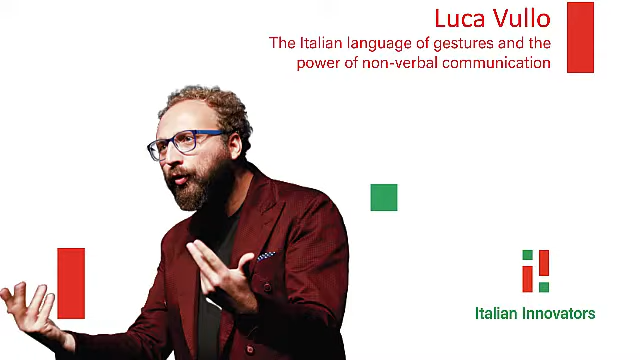 Luca Vullo
The Italian language of gestures and the
power of non-verbal communication
Italian Innovators